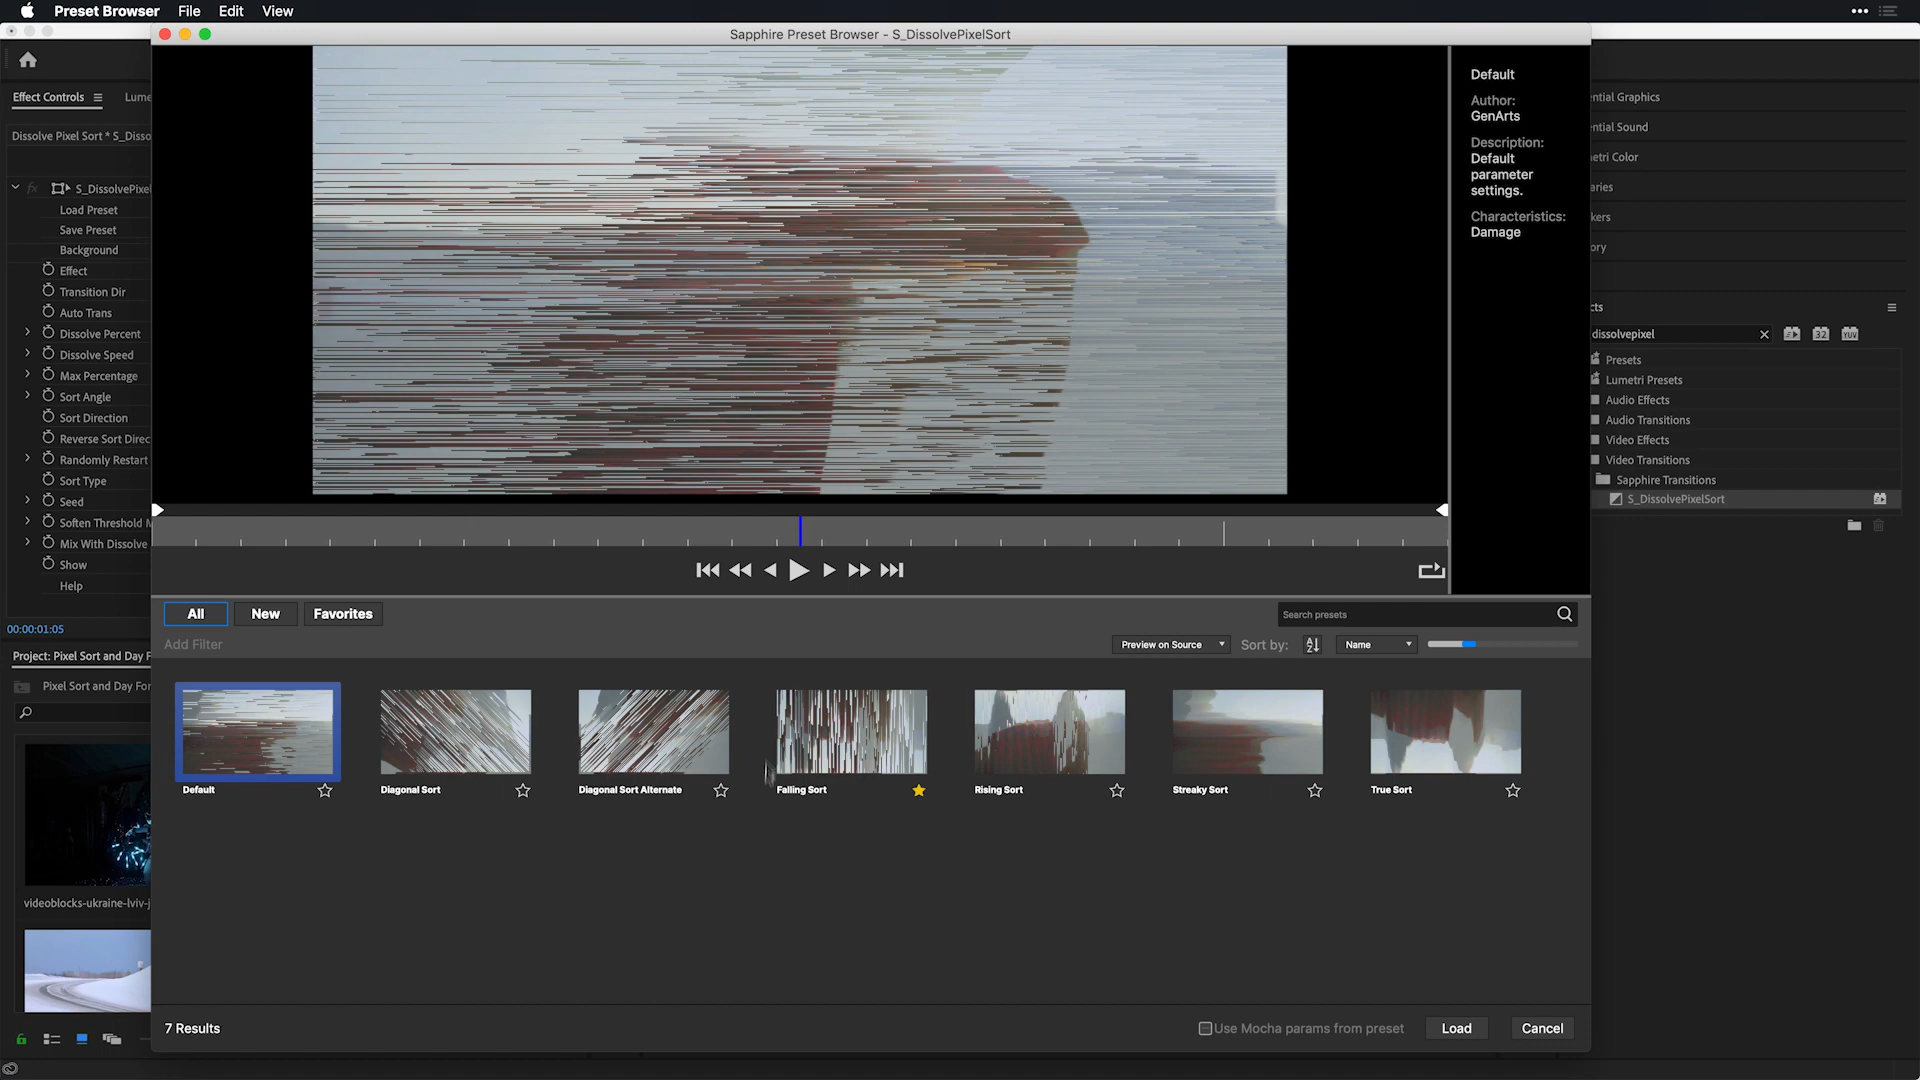 Preset Browser File Edit View
Sapphire Preset Browser - S_DissolvePixelSort
Effect Controls
Lume
Dissolve Pixel Sort * S_Disso
fx S_DissolvePixel
Load Preset
Save Preset
Background
Effect
Transition Dir
Auto Trans
Dissolve Percent
Dissolve Speed
Max Percentage
Sort Angle
Sort Direction
Reverse Sort Direc
Randomly Restart
Sort Type
Seed
Soften Threshold M
Mix With Dissolve
Show
Help
00:00:01:05
Project: Pixel Sort and Day F
Pixel Sort and Day For
videoblocks-ukraine-lviv-j
Default
Author:
GenArts
Description:
Default
parameter
settings.
Characteristics:
Damage
ntial Graphics
ential Sound
etri Color
aries
kers
ory
cts
dissolvepixel
32
YUV
Presets
Lumetri Presets
Audio Effects
Audio Transitions
Video Effects
Video Transitions
Sapphire Transitions
S_DissolvePixelSort
All New Favorites
Search presets
Add Filter
Preview on Source
Sort by:
AZ
Name
Default
Diagonal Sort
Diagonal Sort Alternate
Falling Sort
Rising Sort
Streaky Sort
True Sort
7 Results
Use Mocha params from preset
Load
Cancel